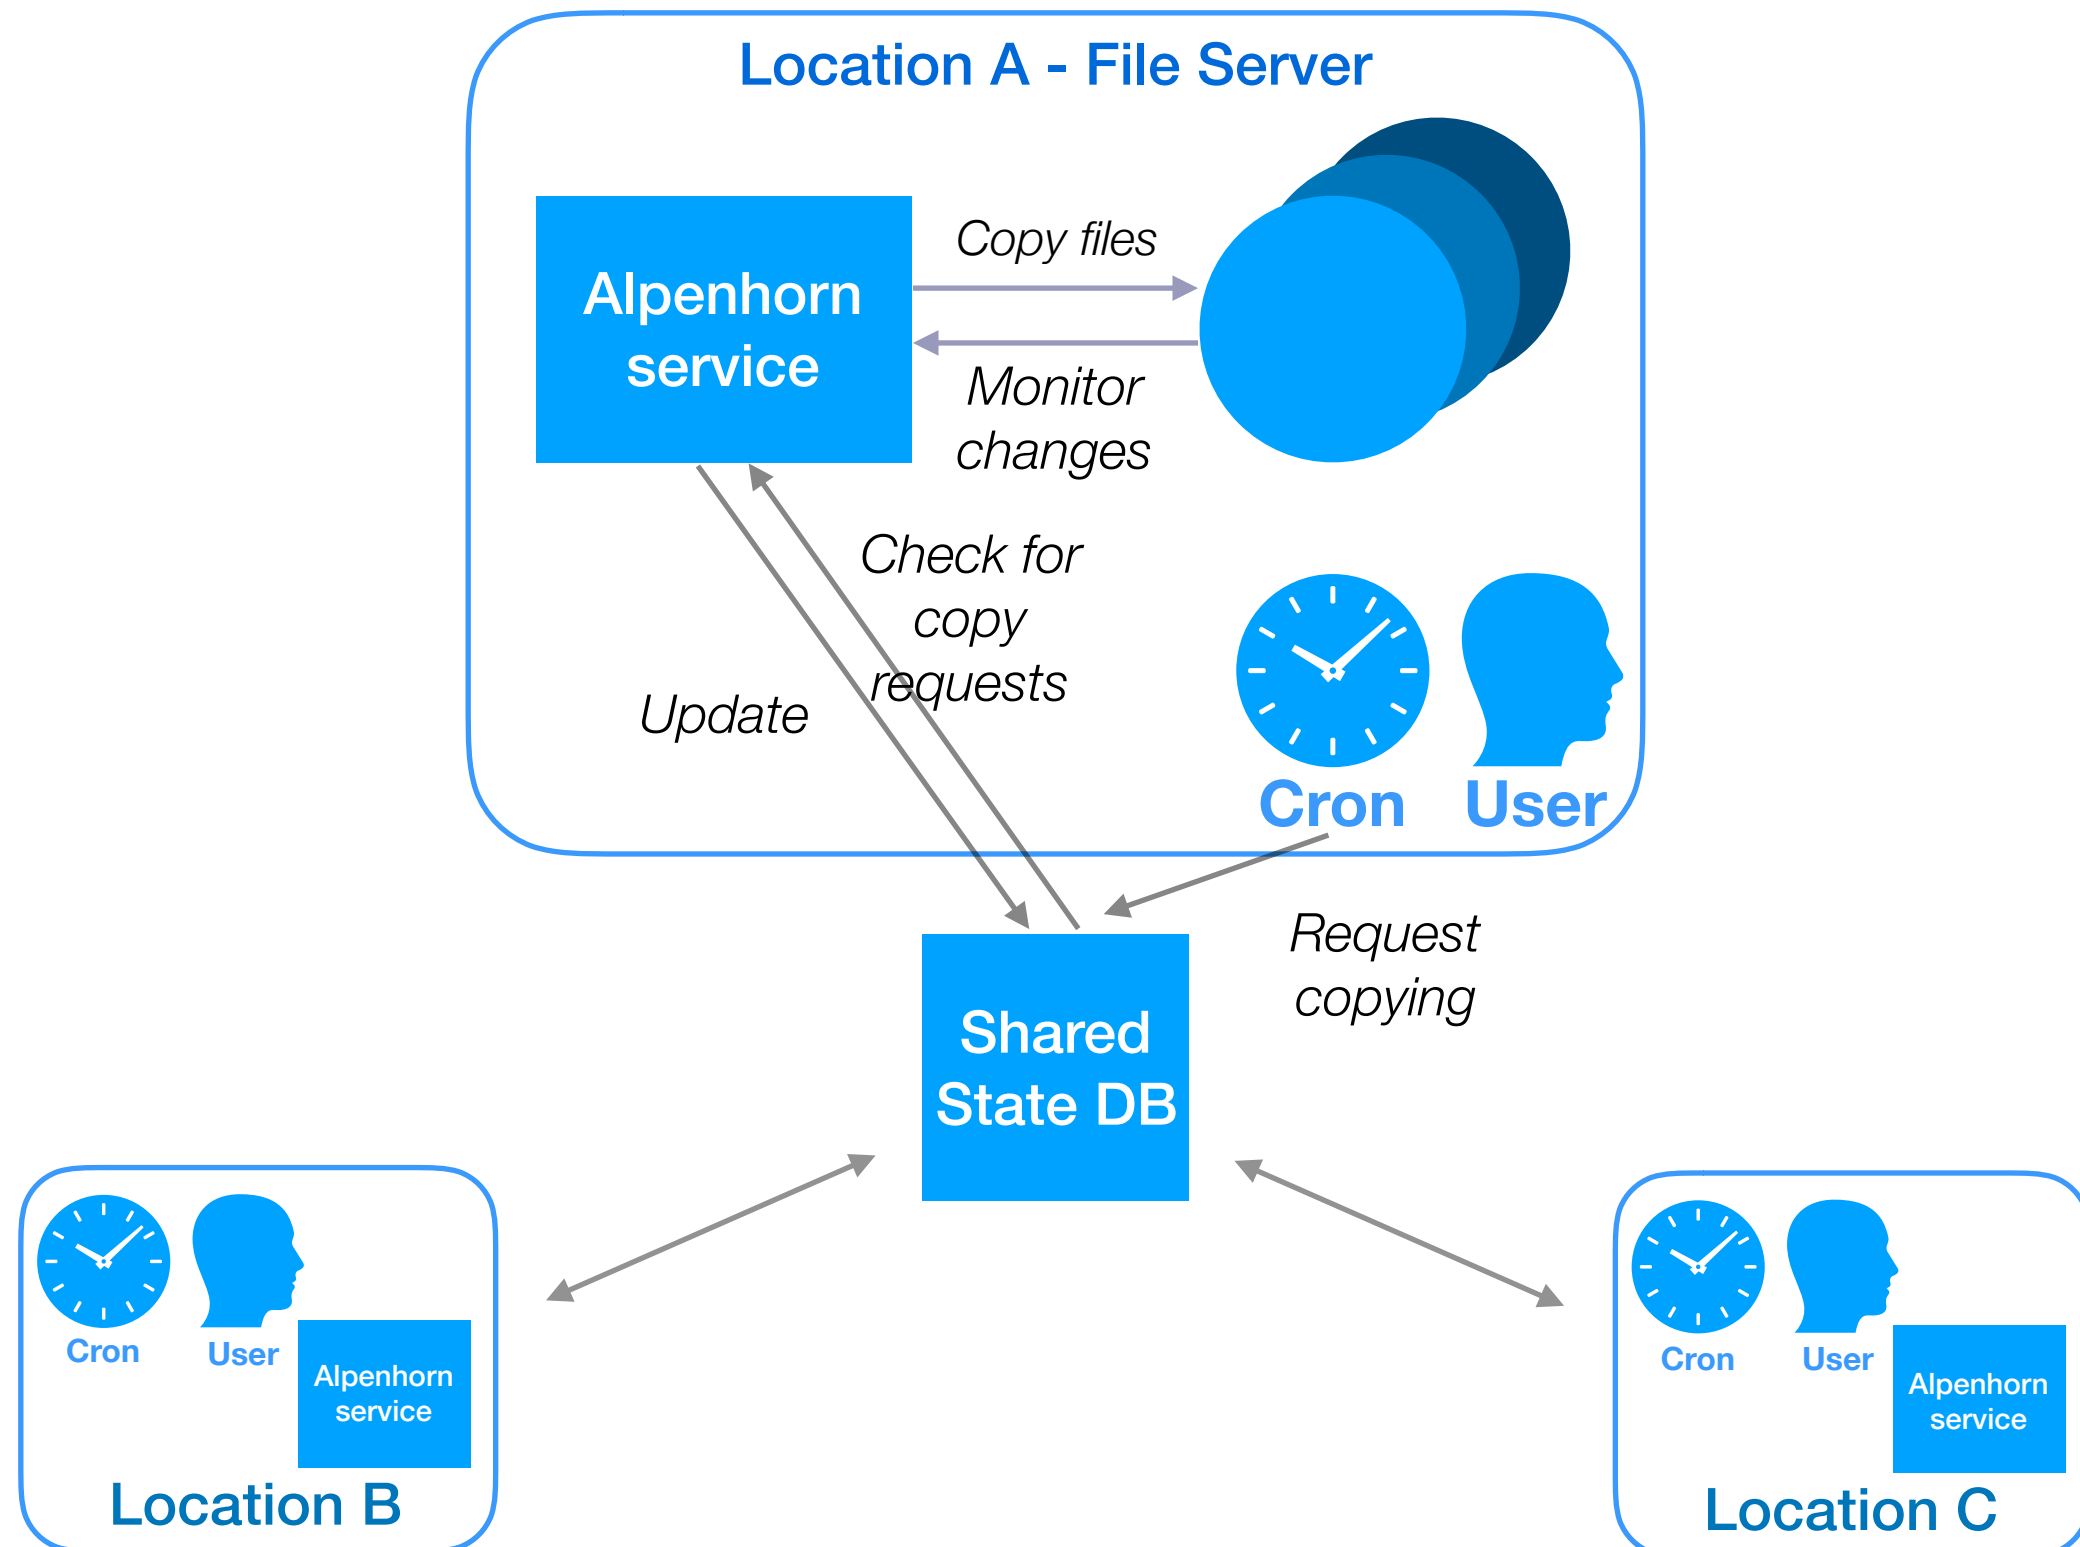 Location A - File Server
Copy files
Alpenhorn
service
Monitor
changes
Check for
copy
requests
Update
Cron
User
Request
copying
Shared
State DB
Cron
User
Alpenhorn
service
Location B
Cron
User
Alpenhorn
service
Location C